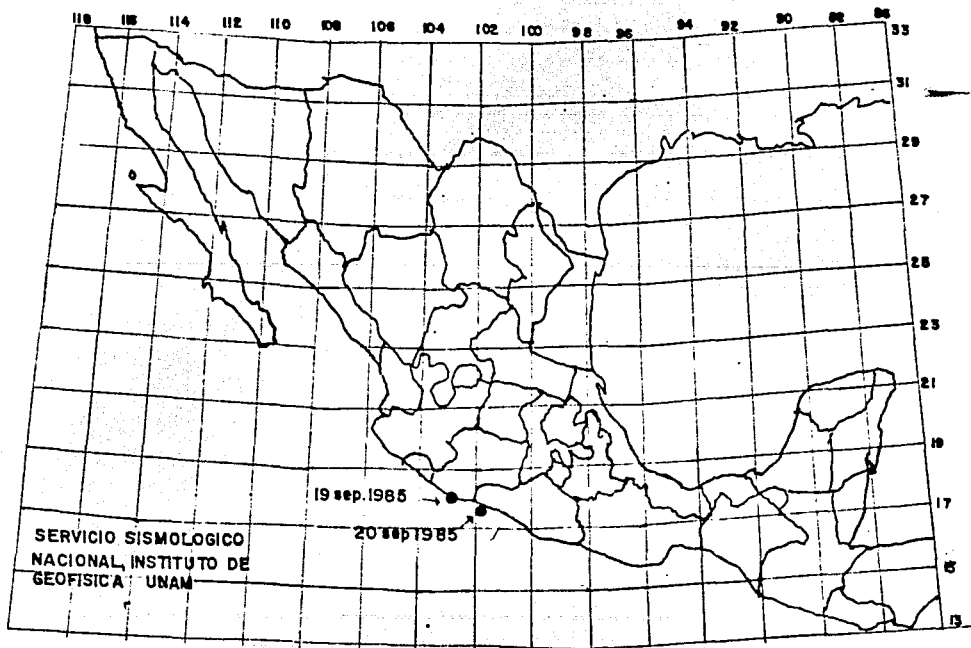 118 116 114 112 110 108 106 104 102 100 98 96 94 92 90 88 86
33
31
29
27
25
23
21
19
17
15
13
19 sep.1985
20 sep 1985
SERVICIO SISMOLOGICO
NACIONAL, INSTITUTO DE
GEOFISICA UNAM